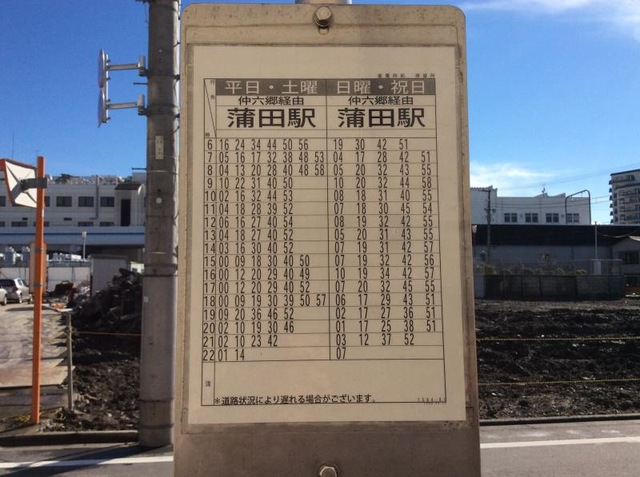 平日・土曜 日曜・祝日
仲六郷経由 仲六郷経由
蒲田駅 蒲田駅
6 16 24 34 44 50 56 19 30 42 51
7 05 16 17 32 38 48 53 04 17 28 42 51
8 04 13 20 28 40 48 58 05 20 32 43 55
9 10 22 31 40 50 10 20 32 44 58
10 02 16 32 44 53 08 18 31 40 55
11 04 18 28 39 52 07 18 30 45 54
12 06 16 27 40 54 08 19 32 42 55
13 04 18 27 40 52 05 20 31 43 55
14 03 16 30 40 52 07 19 31 42 57
15 00 09 18 30 40 50 07 19 32 42 56
16 00 12 20 29 40 49 10 19 34 42 57
17 00 12 20 29 40 52 07 20 32 45 55
18 00 09 19 30 39 50 57 06 17 29 43 51
19 09 20 36 46 52 02 17 27 36 51
20 02 10 19 30 46 01 17 25 38 51
21 02 10 23 42 03 12 37 52
22 01 14 07
*道路状況により遅れる場合がございます。